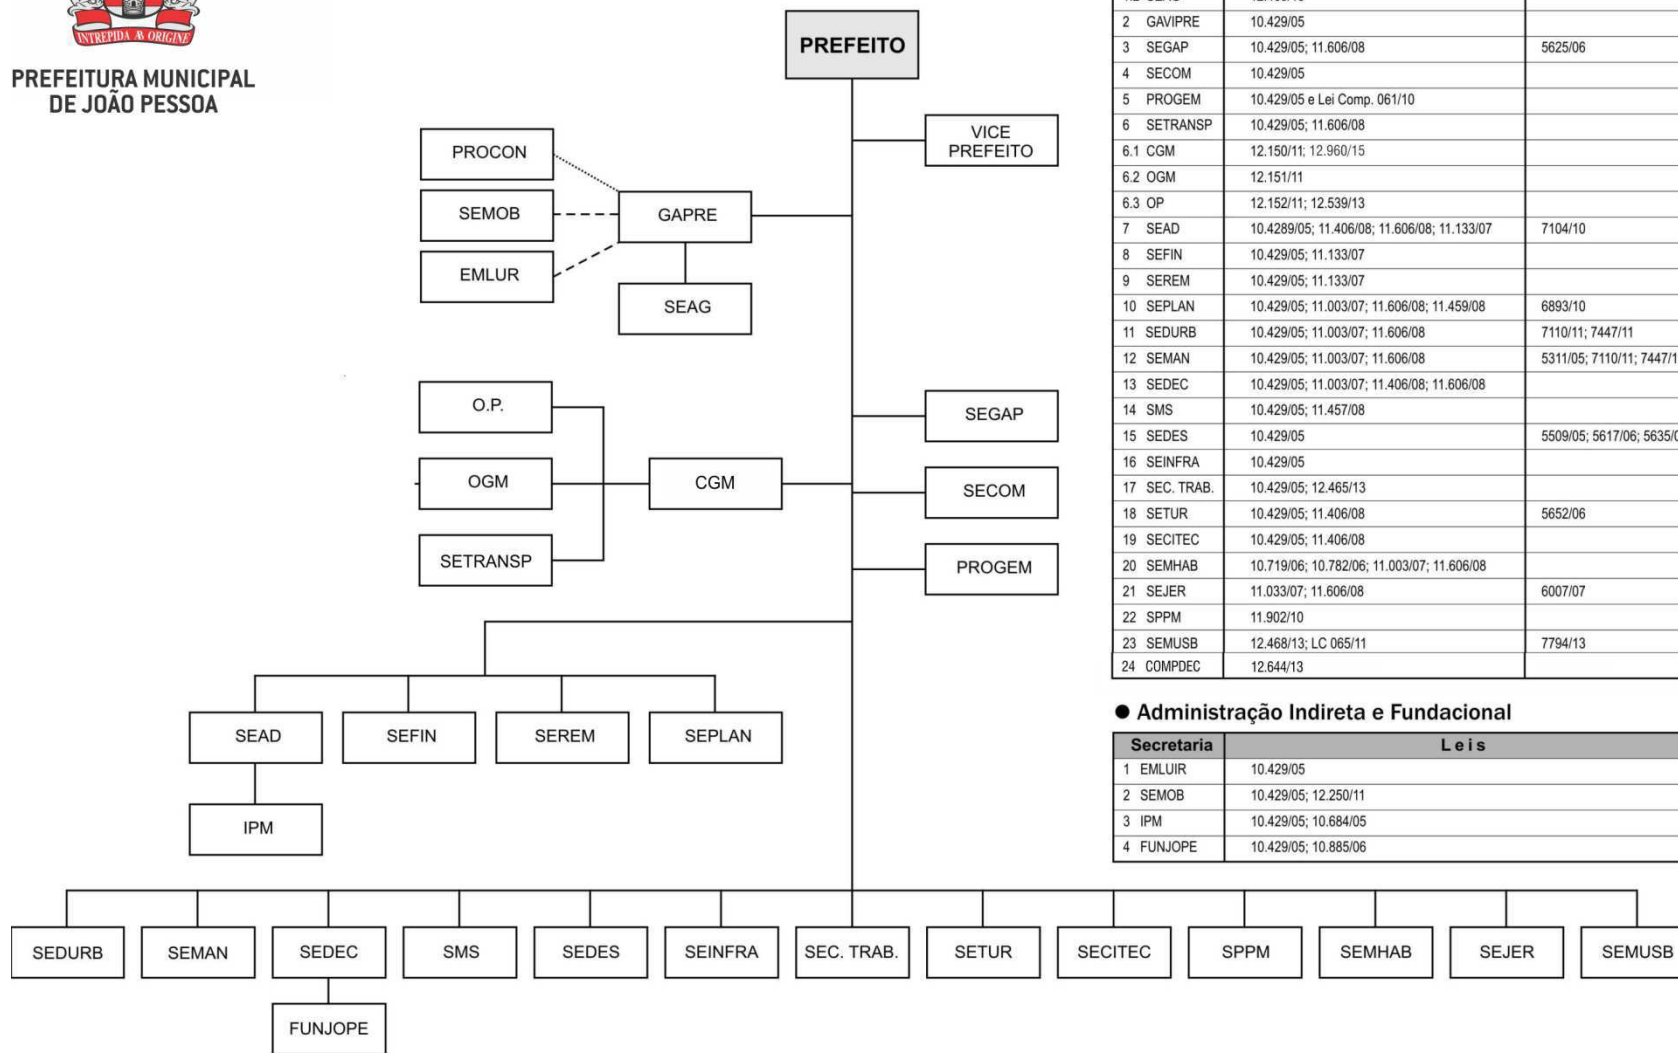 INTREPIDA AB ORIGINE
PREFEITURA MUNICIPAL
DE JOÃO PESSOA
PREFEITO
VICE
PREFEITO
PROCON
SEMOB
GAPRE
EMLUR
SEAG
O.P.
SEGAP
OGM
CGM
SECOM
SETRANSP
PROGEM
SEAD
SEFIN
SEREM
SEPLAN
IPM
SEDURB
SEMAN
SEDEC
SMS
SEDES
SEINFRA
SEC. TRAB.
SETUR
SECITEC
SPPM
SEMHAB
SEJER
SEMUSB
FUNJOPE
2 GAVIPRE 10.429/05
3 SEGAP 10.429/05; 11.606/08 5625/06
4 SECOM 10.429/05
5 PROGEM 10.429/05 e Lei Comp. 061/10
6 SETRANSP 10.429/05; 11.606/08
6.1 CGM 12.150/11; 12.960/15
6.2 OGM 12.151/11
6.3 OP 12.152/11; 12.539/13
7 SEAD 10.4289/05; 11.406/08; 11.606/08; 11.133/07 7104/10
8 SEFIN 10.429/05; 11.133/07
9 SEREM 10.429/05; 11.133/07
10 SEPLAN 10.429/05; 11.003/07; 11.606/08; 11.459/08 6893/10
11 SEDURB 10.429/05; 11.003/07; 11.606/08 7110/11; 7447/11
12 SEMAN 10.429/05; 11.003/07; 11.606/08 5311/05; 7110/11; 7447/1
13 SEDEC 10.429/05; 11.003/07; 11.406/08; 11.606/08
14 SMS 10.429/05; 11.457/08
15 SEDES 10.429/05 5509/05; 5617/06; 5635/0
16 SEINFRA 10.429/05
17 SEC. TRAB. 10.429/05; 12.465/13
18 SETUR 10.429/05; 11.406/08 5652/06
19 SECITEC 10.429/05; 11.406/08
20 SEMHAB 10.719/06; 10.782/06; 11.003/07; 11.606/08
21 SEJER 11.033/07; 11.606/08 6007/07
22 SPPM 11.902/10
23 SEMUSB 12.468/13; LC 065/11 7794/13
24 COMPDEC 12.644/13
● Administração Indireta e Fundacional
Secretaria Leis
1 EMLUIR 10.429/05
2 SEMOB 10.429/05; 12.250/11
3 IPM 10.429/05; 10.684/05
4 FUNJOPE 10.429/05; 10.885/06